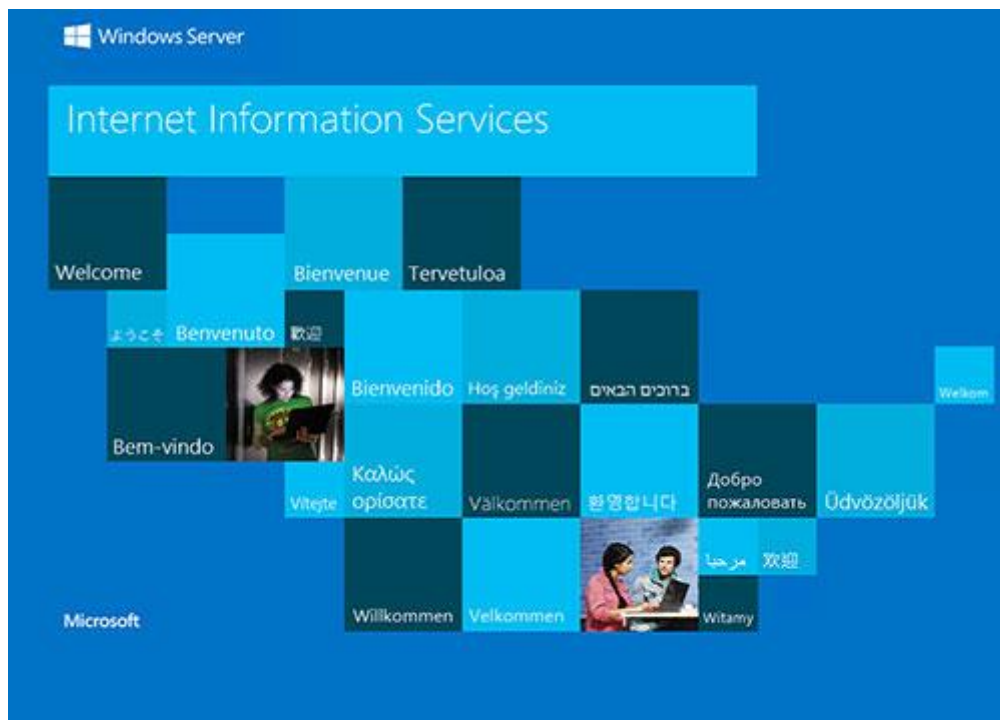 Windows Server
Internet Information Services
Welcome
Bienvenue
Tervetuloa
ようこそ
Benvenuto
歡迎
Bienvenido
Hoş geldiniz
ברוכים הבאים
Welkom
Bem-vindo
Vítejte
Καλώς
ορίσατε
Välkommen
환영합니다
Добро
пожаловать
Üdvözöljük
مرحبا
欢迎
Willkommen
Velkommen
Witamy
Microsoft